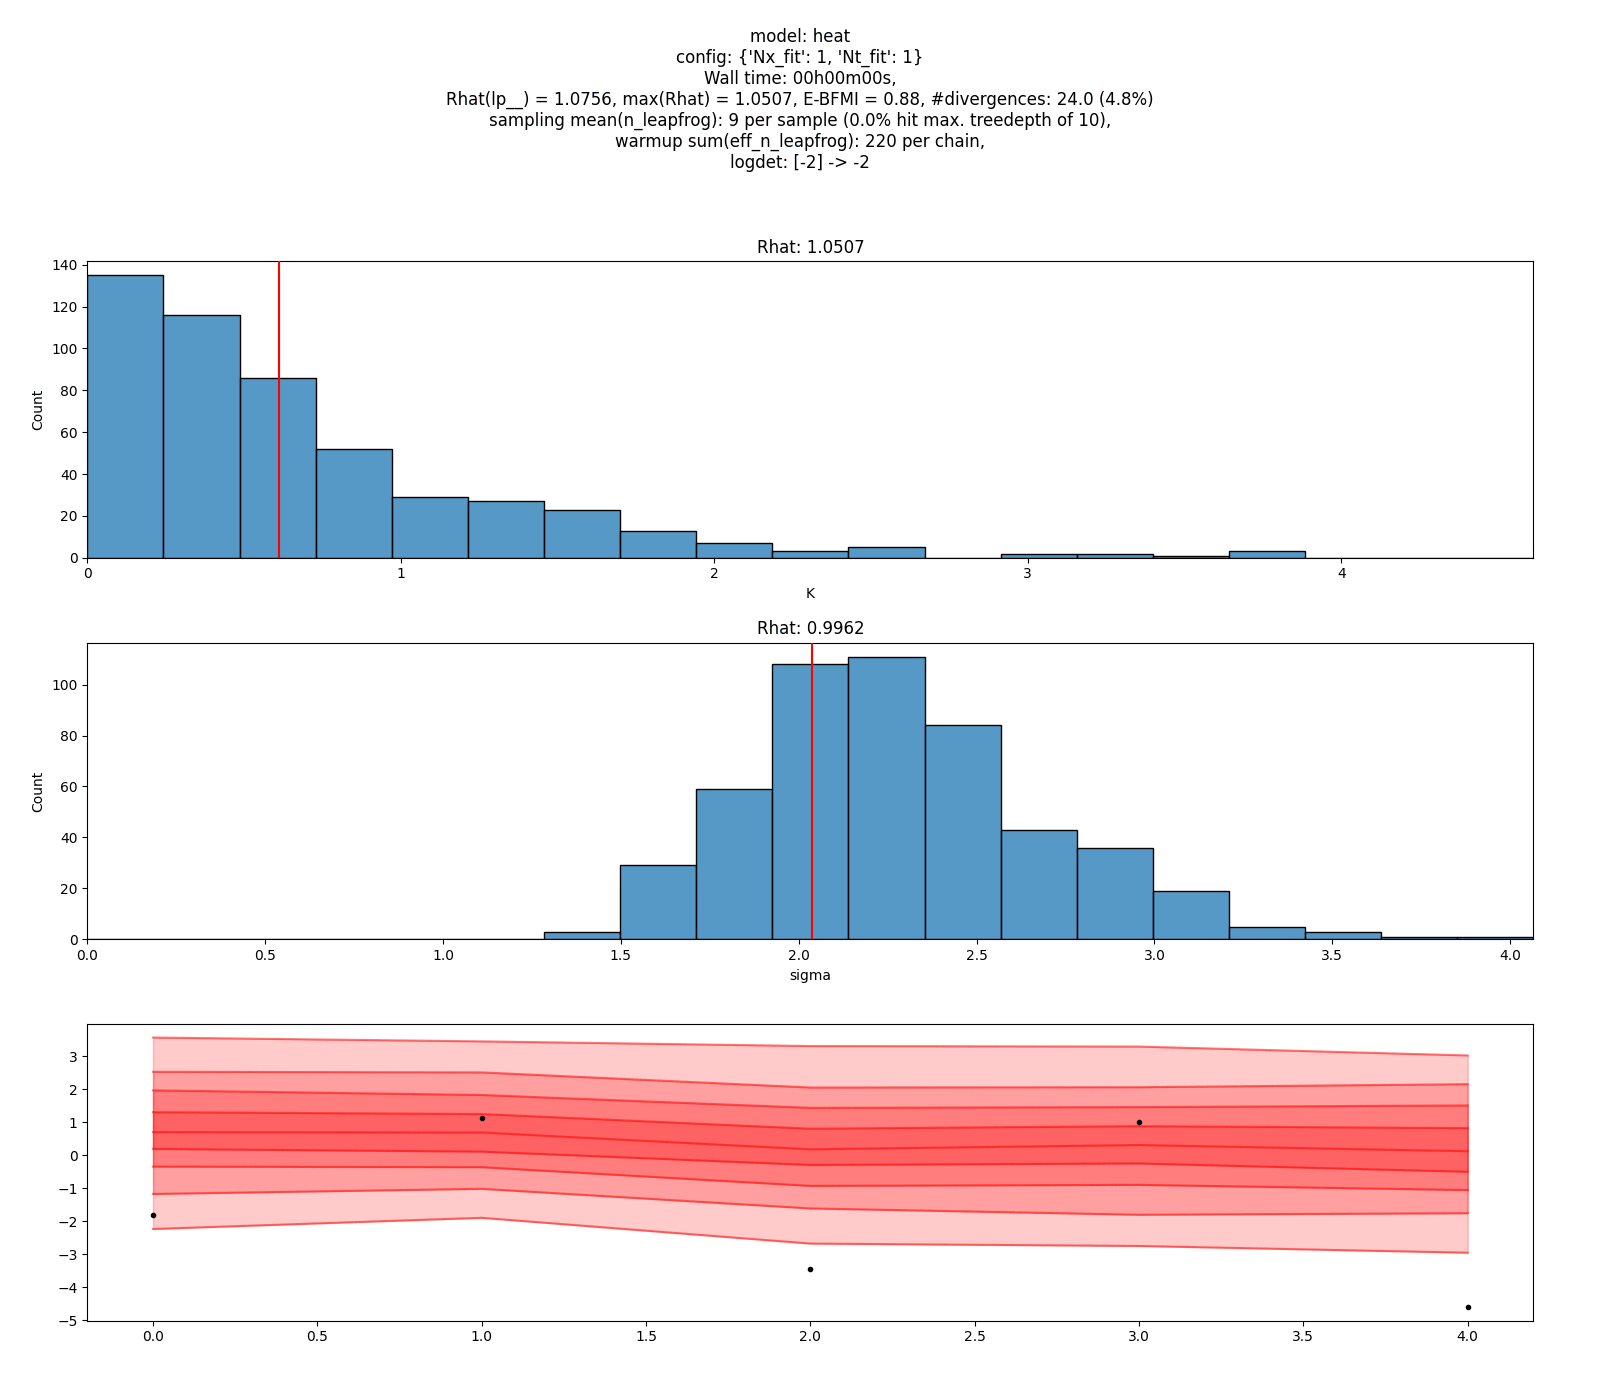 model: heat
config: {'Nx_fit': 1, 'Nt_fit': 1}
Wall time: 00h00m00s,
Rhat(lp__) = 1.0756, max(Rhat) = 1.0507, E-BFMI = 0.88, #divergences: 24.0 (4.8%)
sampling mean(n_leapfrog): 9 per sample (0.0% hit max. treedepth of 10),
warmup sum(eff_n_leapfrog): 220 per chain,
logdet: [-2] -> -2
Rhat: 1.0507
140
120
100
80
60
40
20
0
Count
0 1 2 3 4
K
Rhat: 0.9962
100
80
60
40
20
0
Count
0.0 0.5 1.0 1.5 2.0 2.5 3.0 3.5 4.0
sigma
3
2
1
0
−1
−2
−3
−4
−5
0.0 0.5 1.0 1.5 2.0 2.5 3.0 3.5 4.0